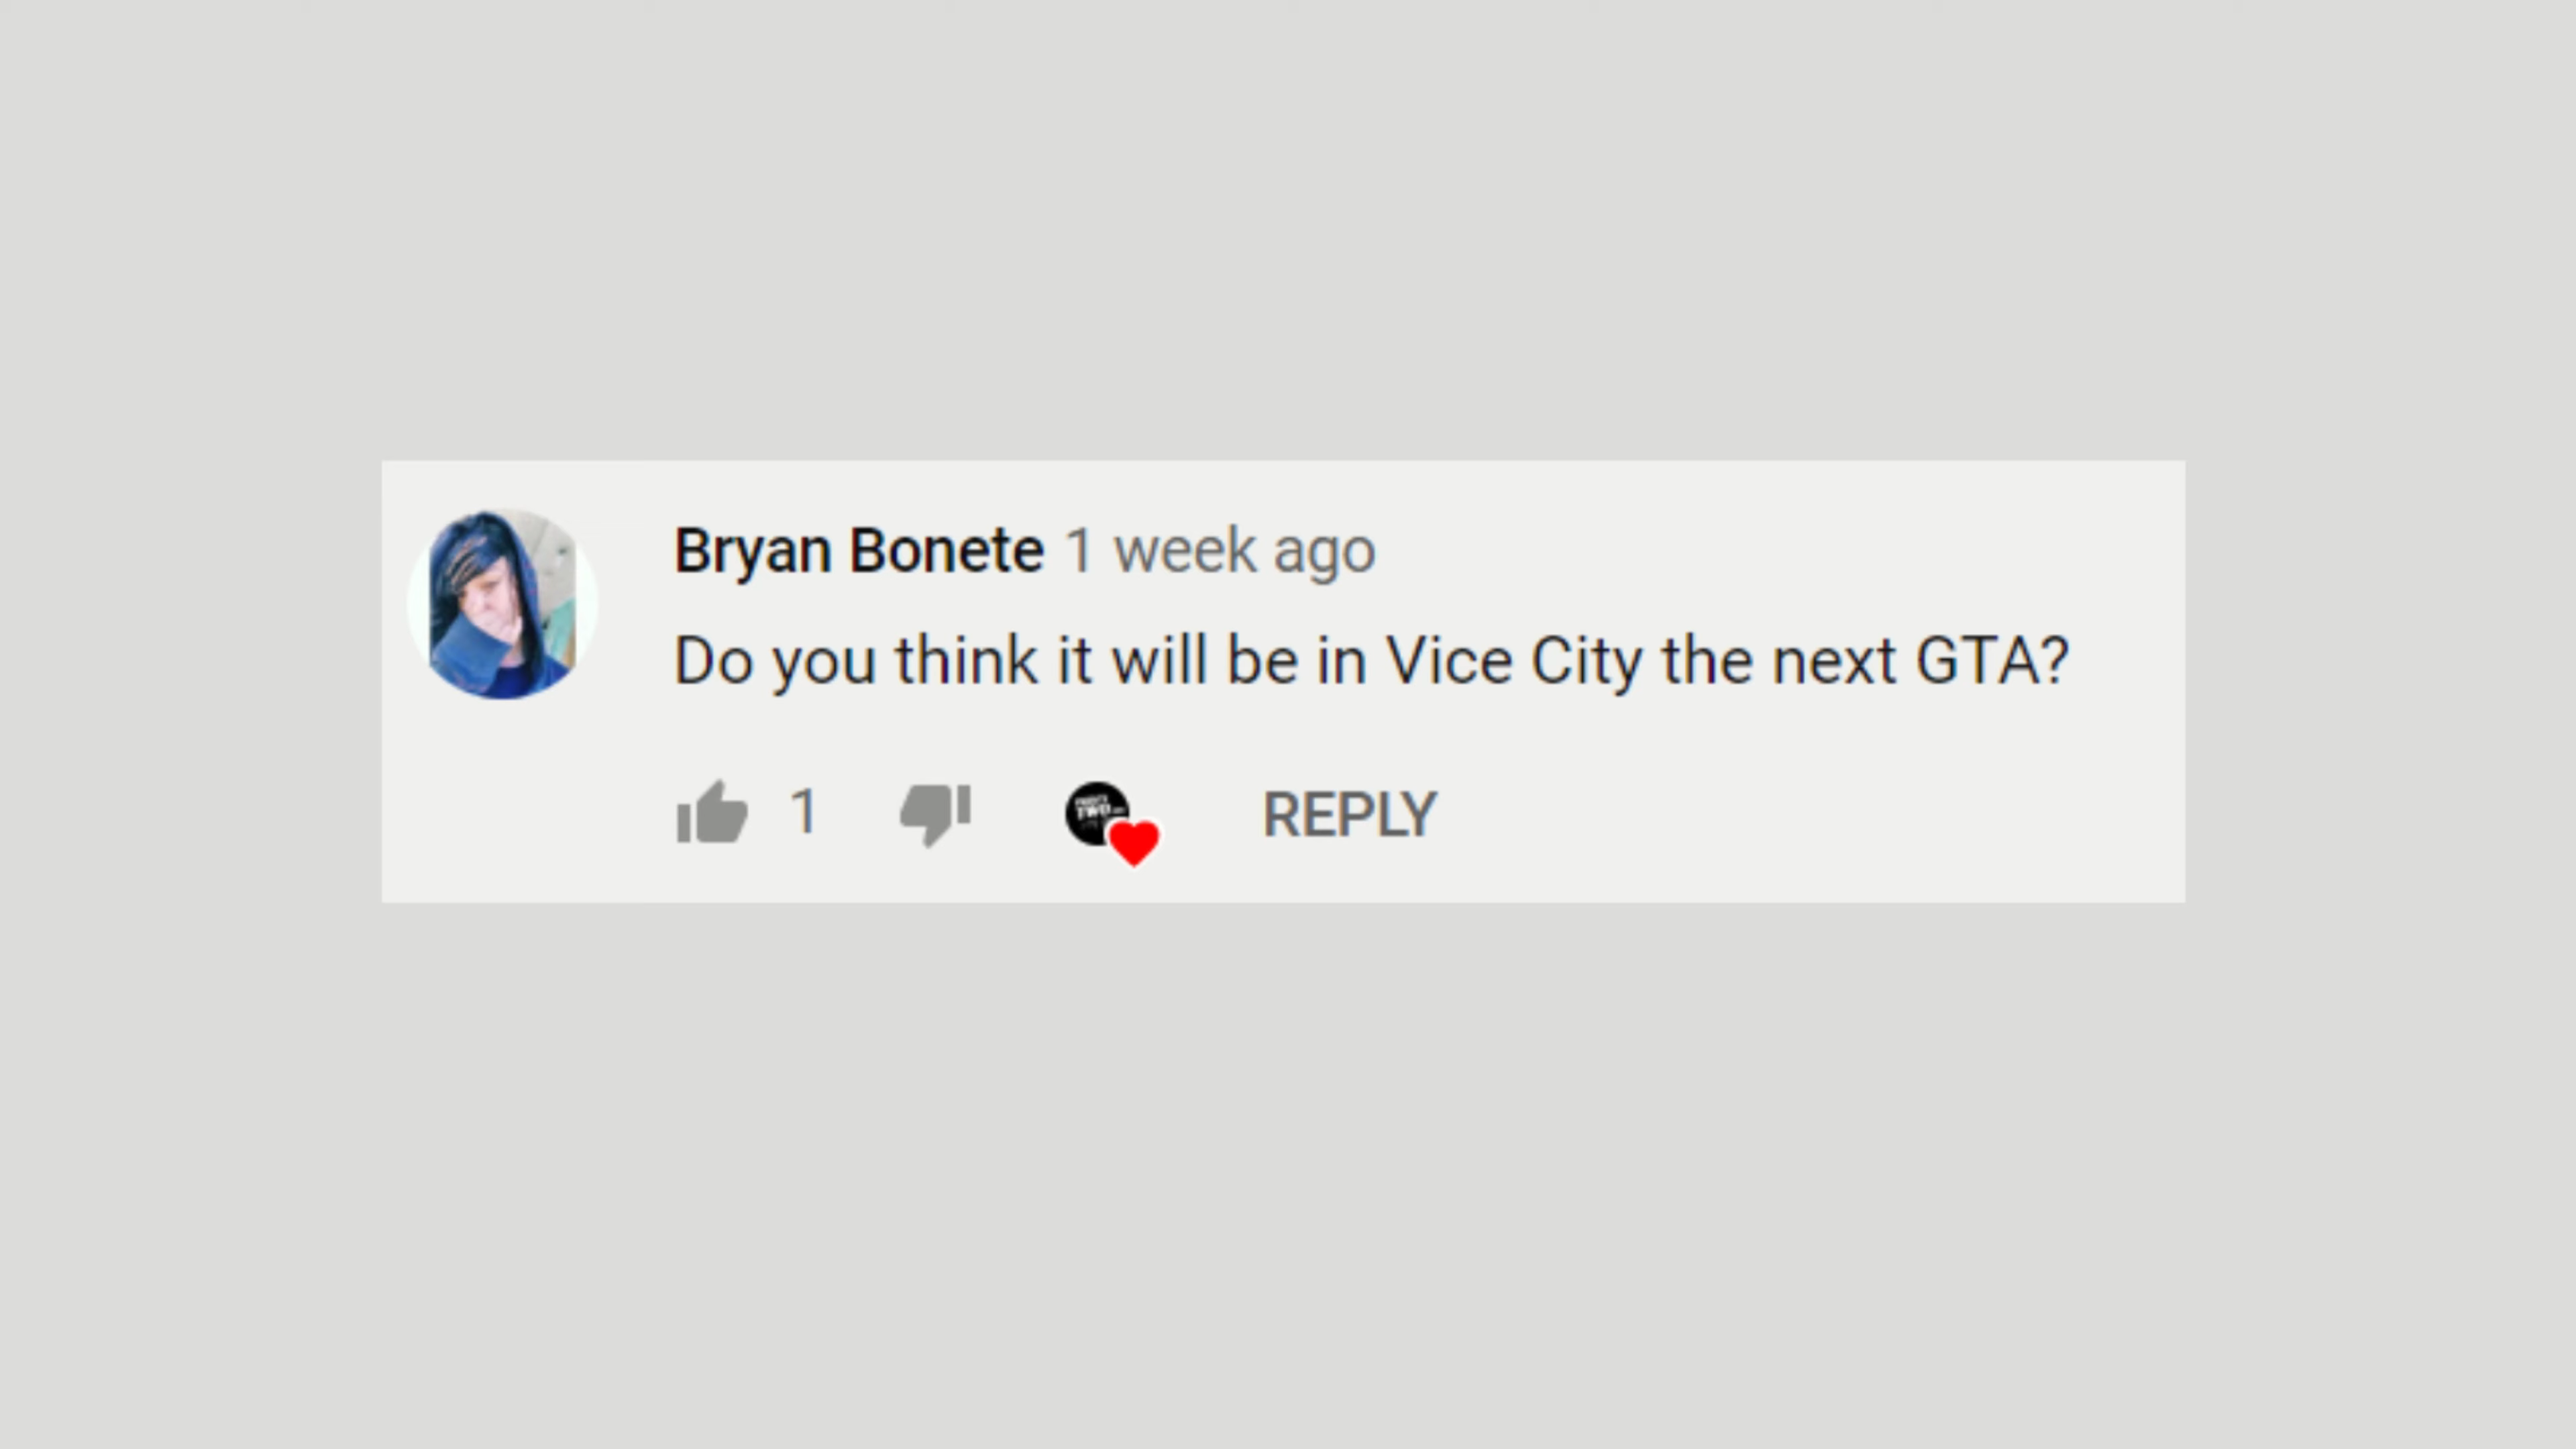 Bryan Bonete 1 week ago
Do you think it will be in Vice City the next GTA?
1
TWO
REPLY